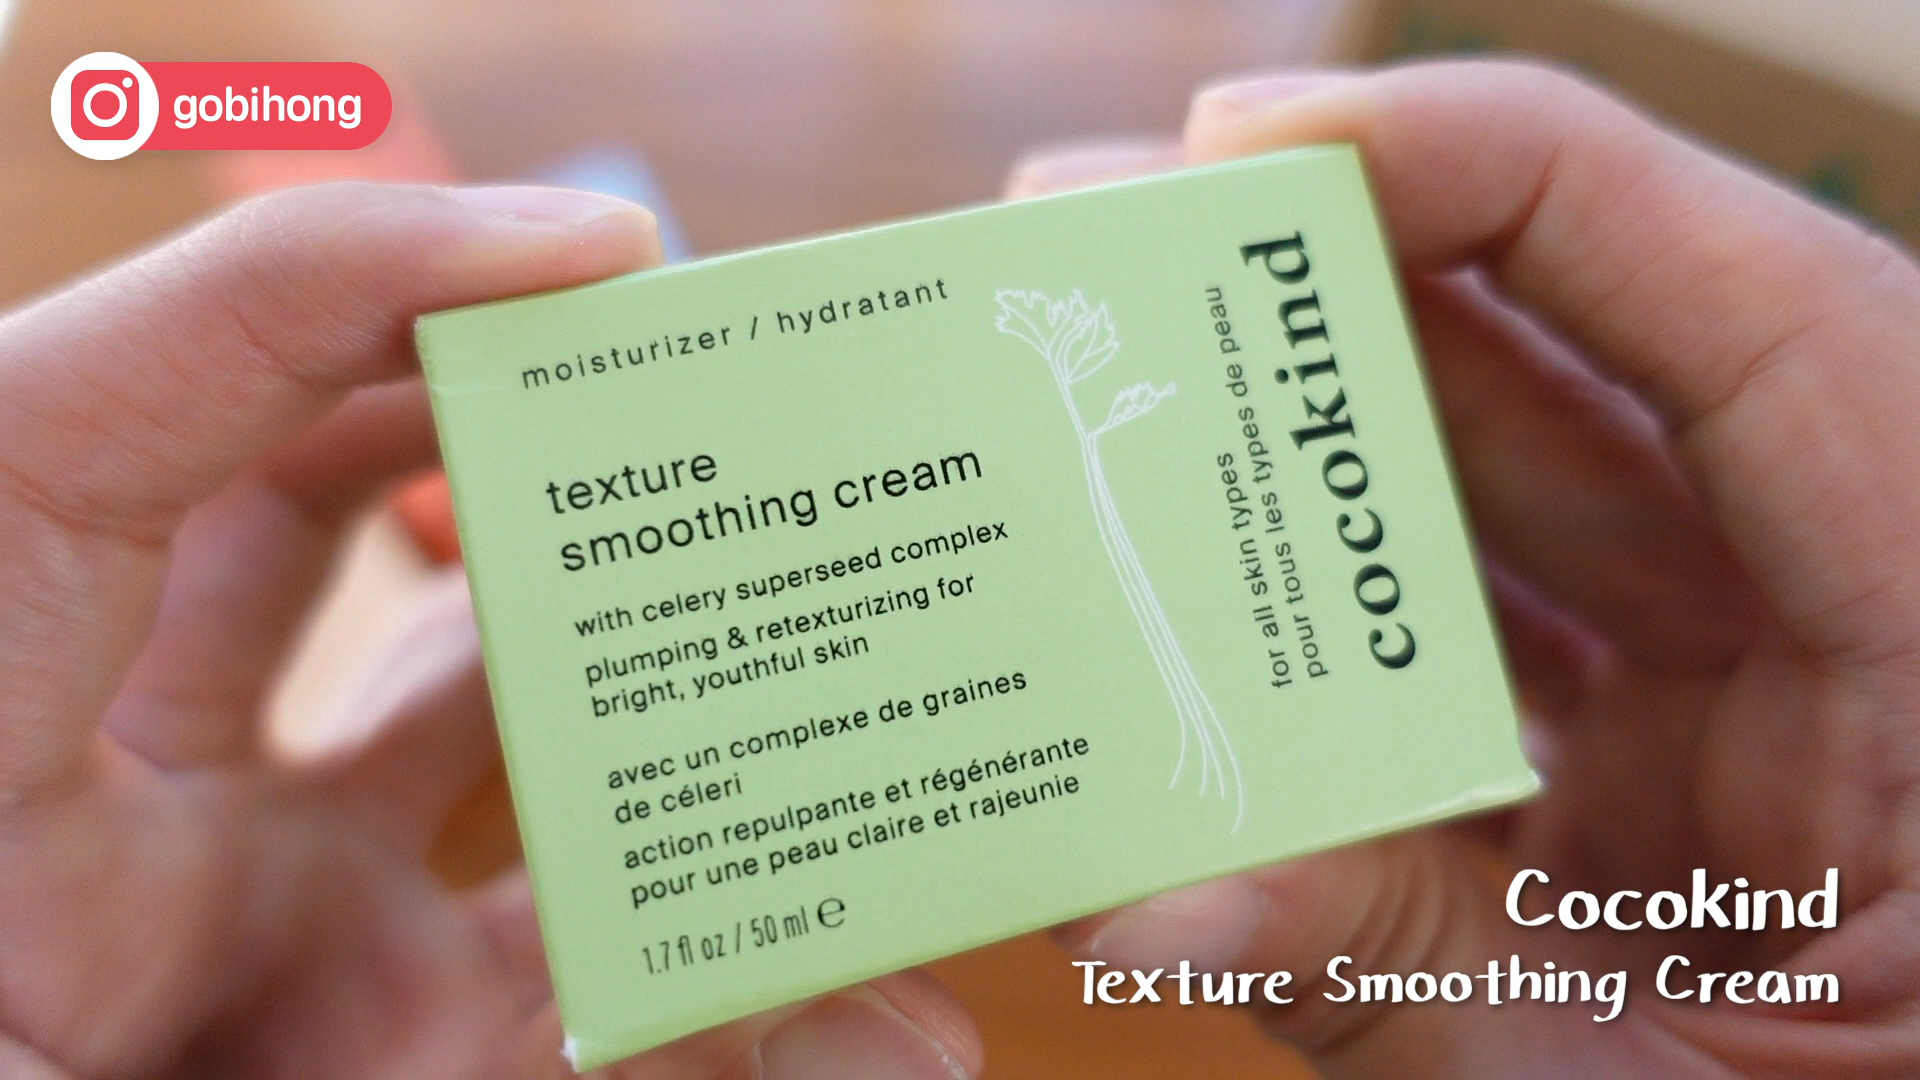 gobihong
moisturizer / hydratant
texture
smoothing cream
with celery superseed complex
plumping & retexturizing for
bright, youthful skin
avec un complexe de graines
de céleri
action repulpante et régénérante
pour une peau claire et rajeunie
1.7 fl oz / 50 ml ℮
for all skin types
pour tous les types de peau
cocokind
Cocokind
Texture Smoothing Cream